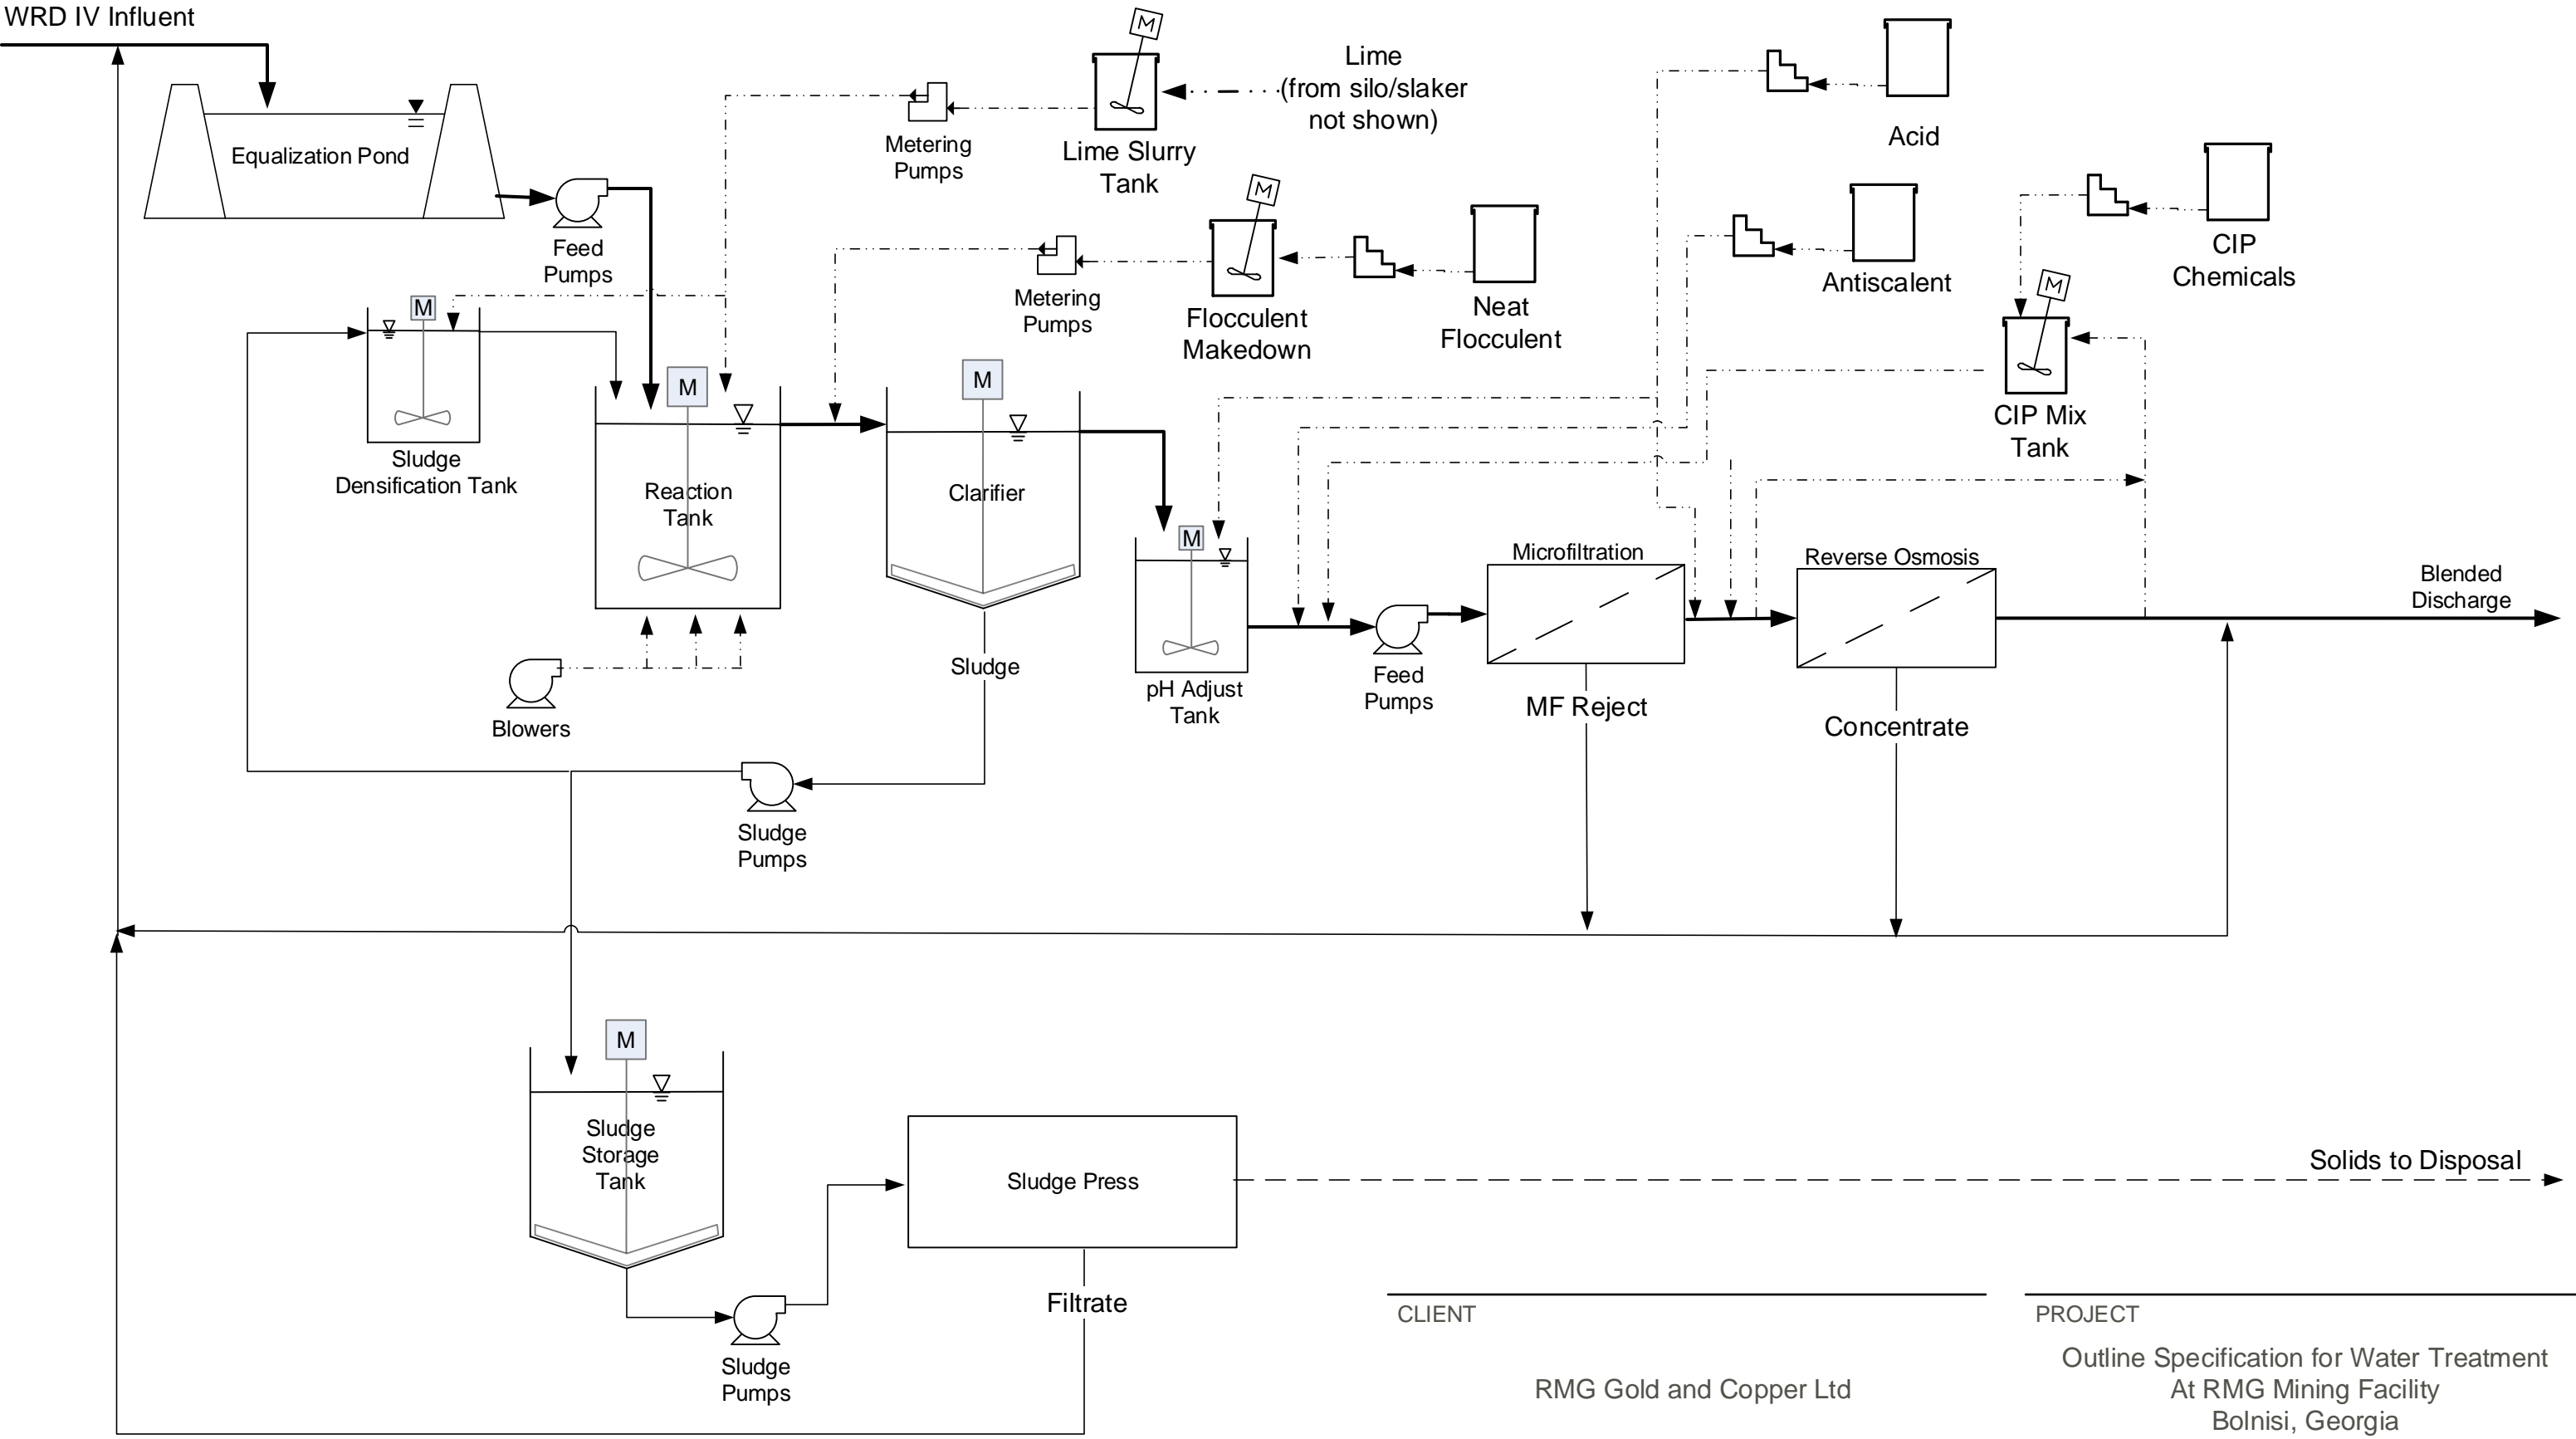 WRD IV Influent
Equalization Pond
Feed
Pumps
M
Metering
Pumps
Lime Slurry
Tank
Lime
(from silo/slaker
not shown)
M
Metering
Pumps
Flocculent
Makedown
Neat
Flocculent
Acid
Antiscalent
CIP
Chemicals
M
CIP Mix
Tank
M
Sludge
Densification Tank
M
Reaction
Tank
M
Clarifier
Blowers
Sludge
Sludge
Pumps
M
pH Adjust
Tank
Feed
Pumps
Microfiltration
MF Reject
Reverse Osmosis
Concentrate
Blended
Discharge
M
Sludge
Storage
Tank
Sludge
Pumps
Sludge Press
Filtrate
Solids to Disposal
CLIENT
RMG Gold and Copper Ltd
PROJECT
Outline Specification for Water Treatment
At RMG Mining Facility
Bolnisi, Georgia